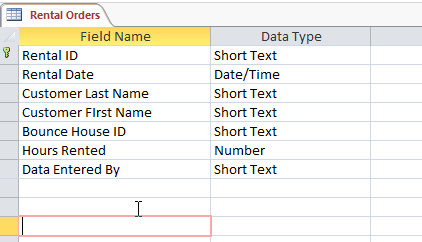 Rental Orders
Field Name Data Type
Rental ID Short Text
Rental Date Date/Time
Customer Last Name Short Text
Customer FIrst Name Short Text
Bounce House ID Short Text
Hours Rented Number
Data Entered By Short Text